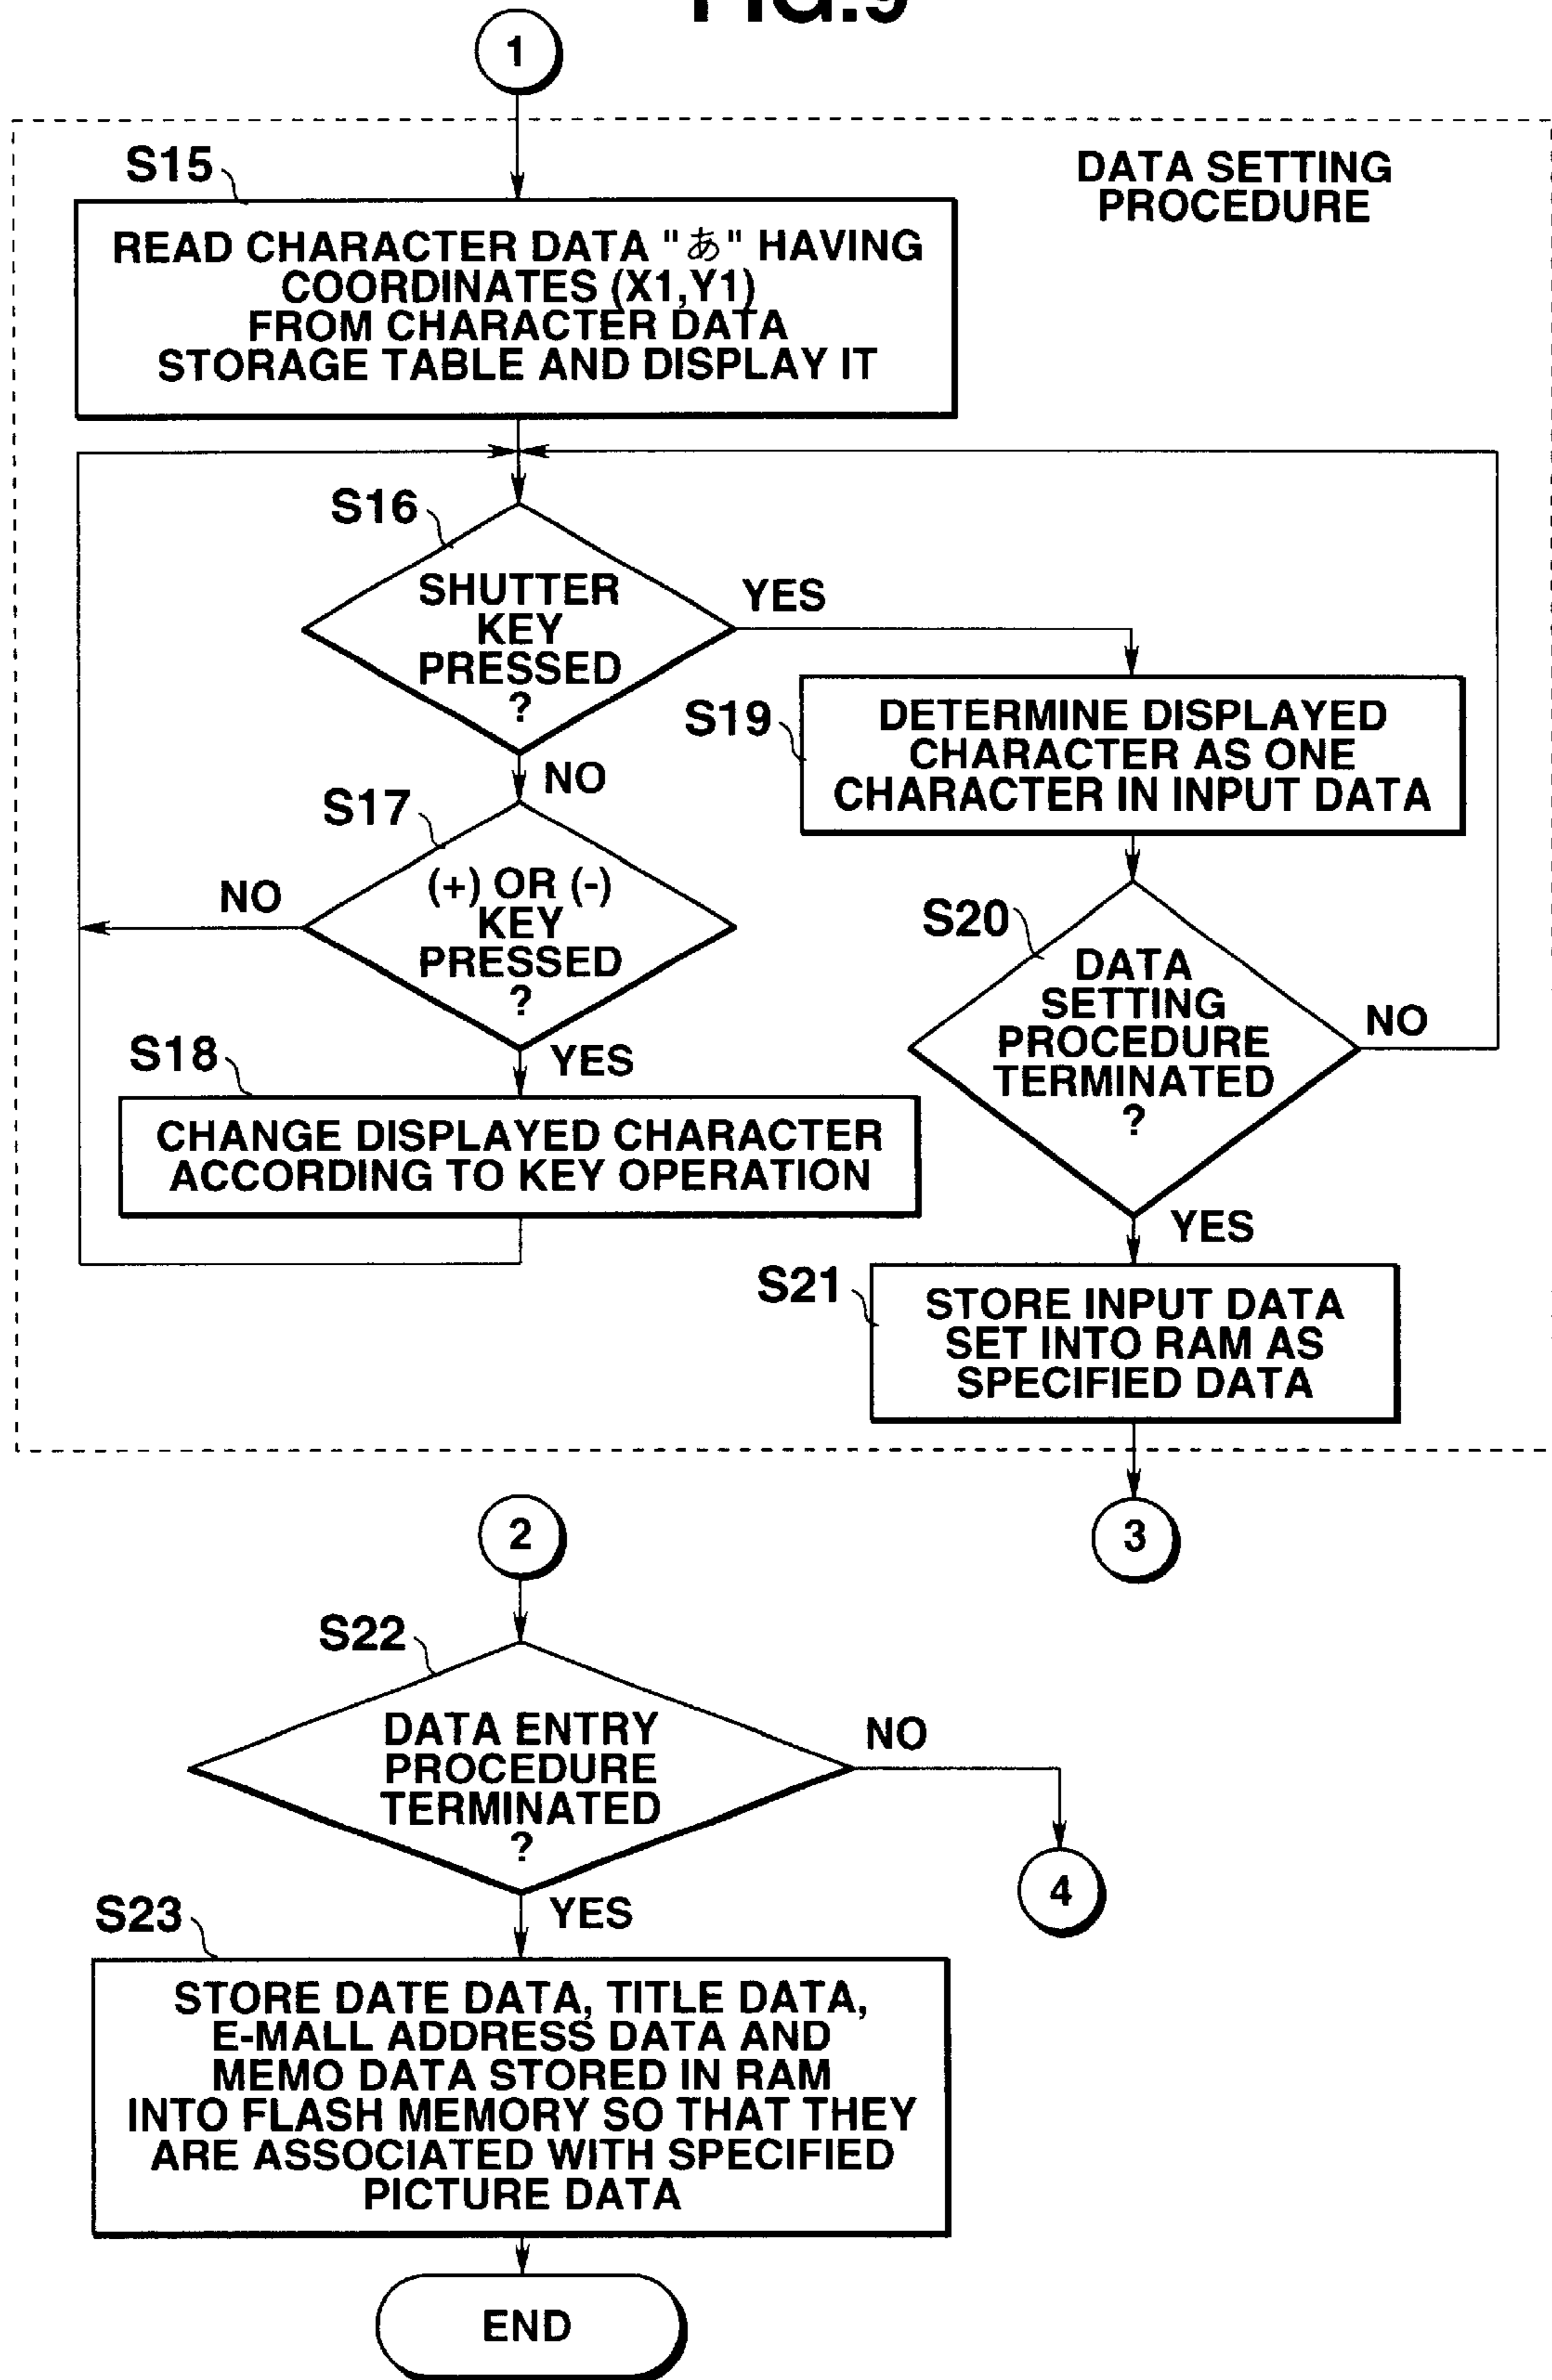 FIG.9
1
DATA SETTING
PROCEDURE
S15
READ CHARACTER DATA "あ" HAVING
COORDINATES (X1,Y1)
FROM CHARACTER DATA
STORAGE TABLE AND DISPLAY IT
S16
SHUTTER
KEY
PRESSED
?
YES
NO
S19
DETERMINE DISPLAYED
CHARACTER AS ONE
CHARACTER IN INPUT DATA
S17
(+) OR (-)
KEY
PRESSED
?
NO
YES
S20
DATA
SETTING
PROCEDURE
TERMINATED
?
NO
YES
S18
CHANGE DISPLAYED CHARACTER
ACCORDING TO KEY OPERATION
S21
STORE INPUT DATA
SET INTO RAM AS
SPECIFIED DATA
3
2
S22
DATA ENTRY
PROCEDURE
TERMINATED
?
NO
4
YES
S23
STORE DATE DATA, TITLE DATA,
E-MALL ADDRESS DATA AND
MEMO DATA STORED IN RAM
INTO FLASH MEMORY SO THAT THEY
ARE ASSOCIATED WITH SPECIFIED
PICTURE DATA
END